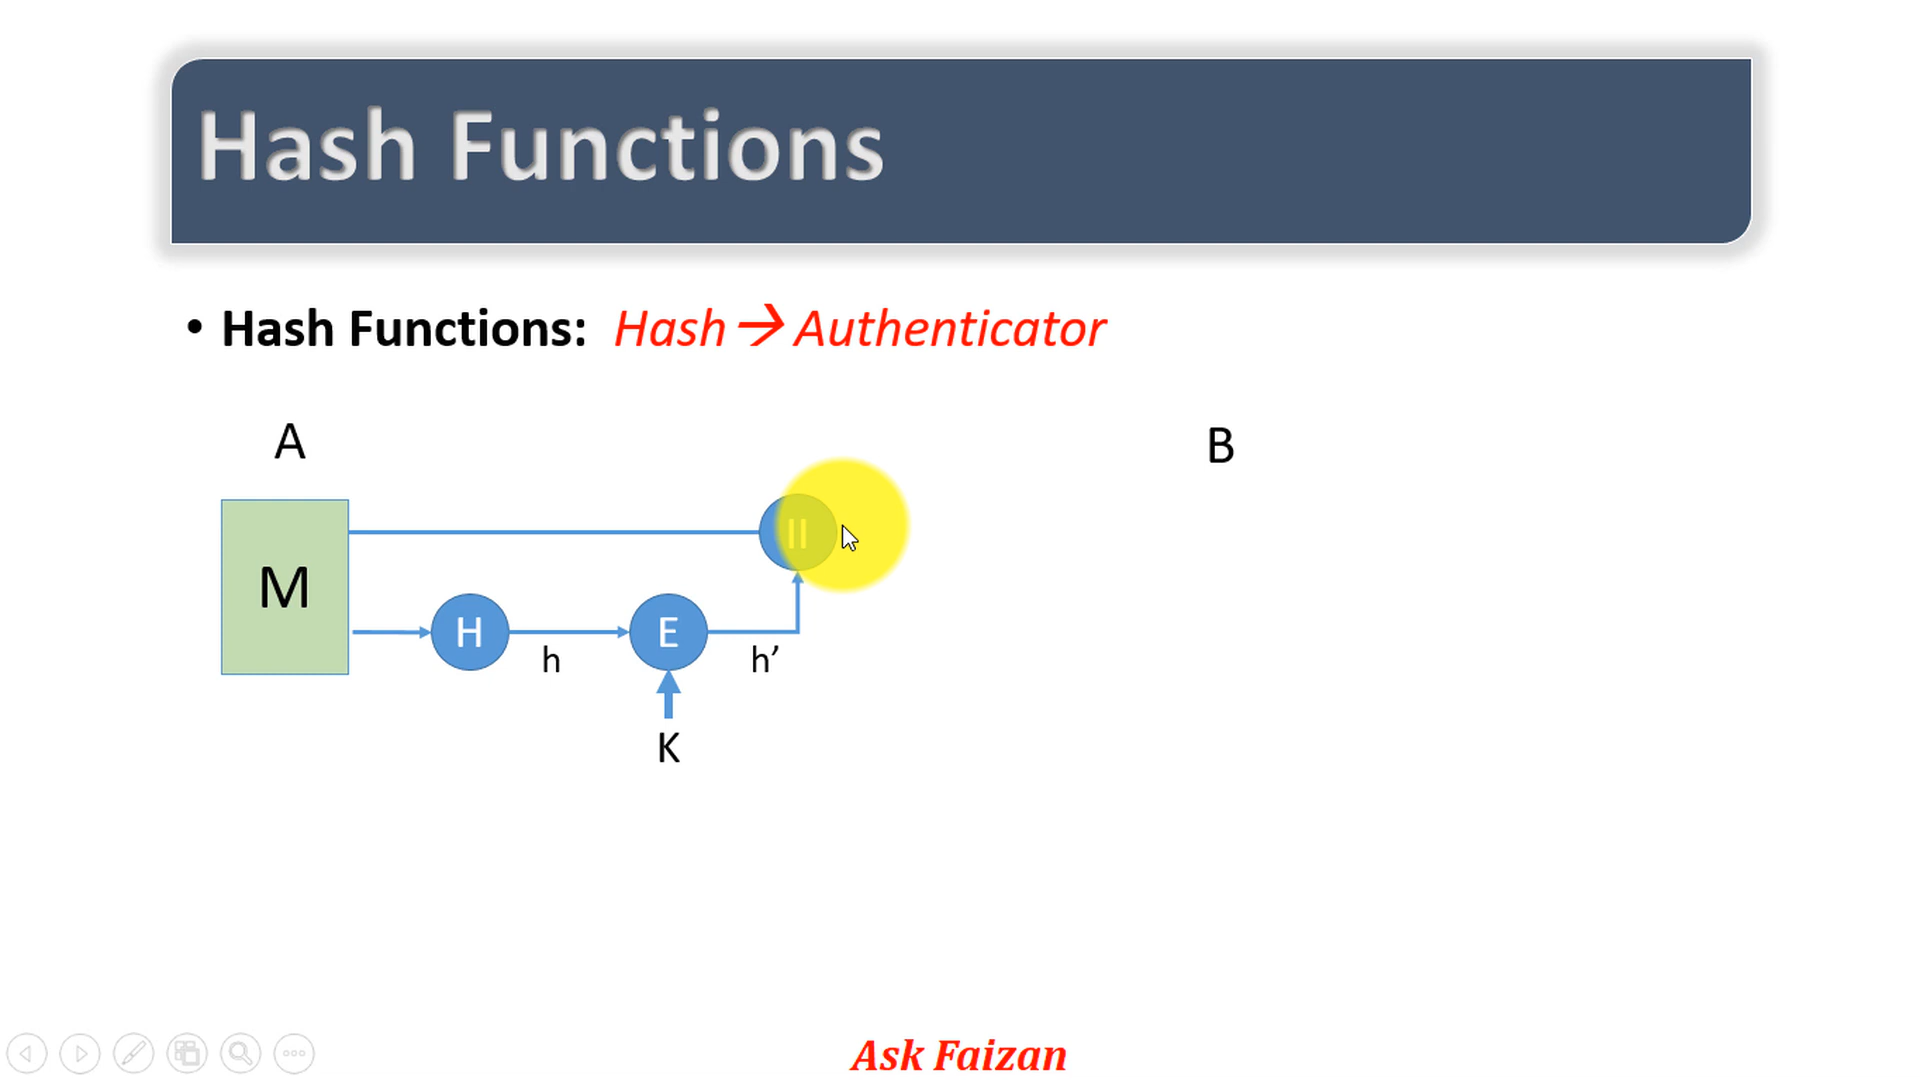 Hash Functions
• Hash Functions: Hash → Authenticator
A
B
M
||
H
h
E
h’
K
Ask Faizan